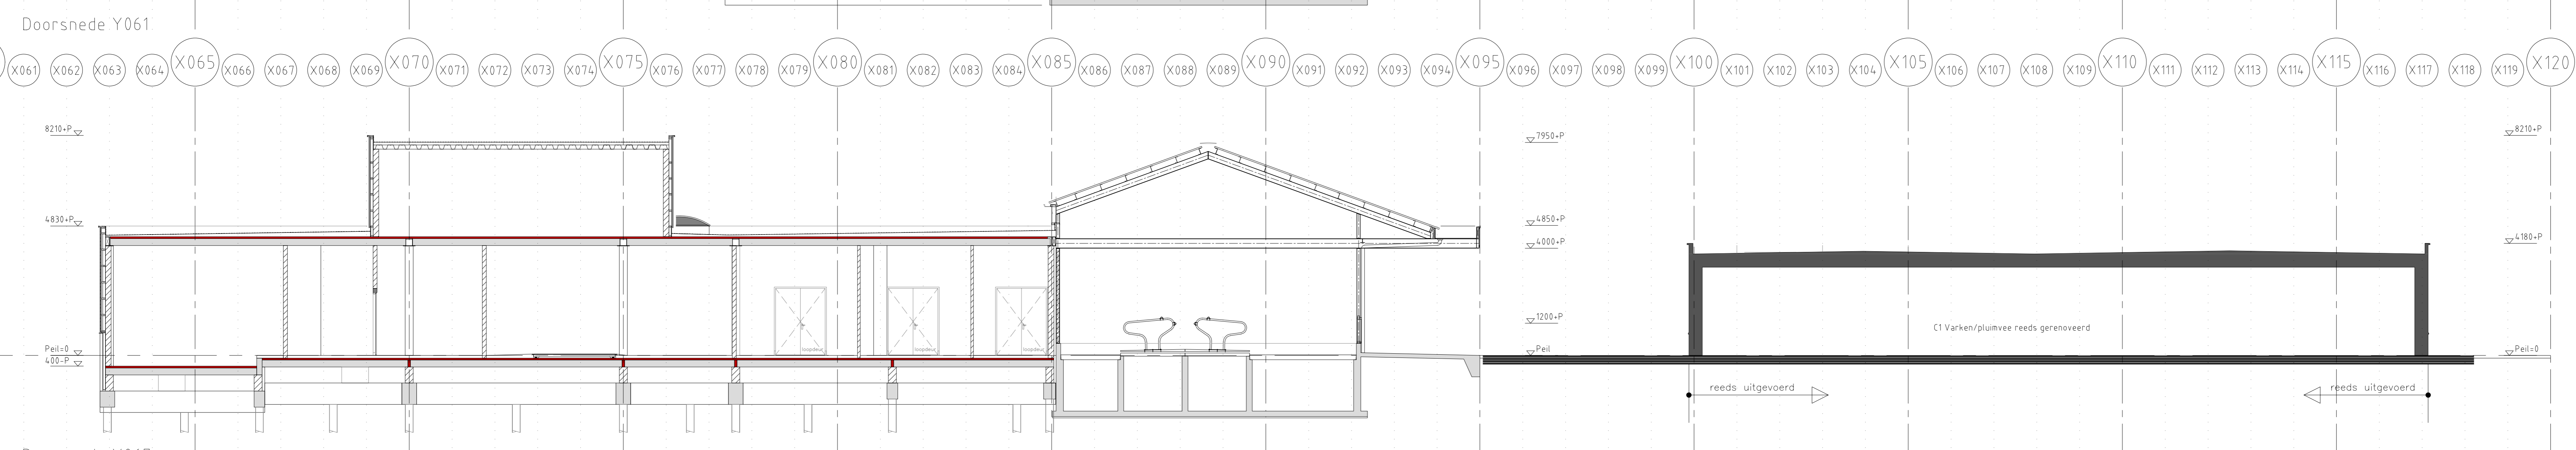 Doorsnede Y061
X061 X062 X063 X064 X065 X066 X067 X068 X069 X070 X071 X072 X073 X074 X075 X076 X077 X078 X079 X080 X081 X082 X083 X084 X085 X086 X087 X088 X089 X090 X091 X092 X093 X094 X095 X096 X097 X098 X099 X100 X101 X102 X103 X104 X105 X106 X107 X108 X109 X110 X111 X112 X113 X114 X115 X116 X117 X118 X119 X120
8210+P 7950+P 8210+P
4830+P 4850+P
4000+P 4180+P
1200+P
C1 Varken/pluimvee reeds gerenoveerd
loopdeur loopdeur loopdeur
Peil=0 Peil Peil=0
400-P
reeds uitgevoerd reeds uitgevoerd